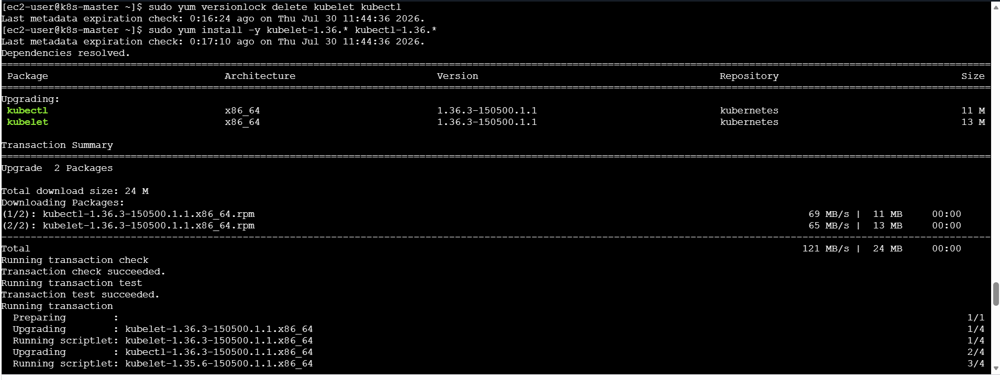 [ec2-user@k8s-master ~]$ sudo yum versionlock delete kubelet kubectl
Last metadata expiration check: 0:16:24 ago on Thu Jul 30 11:44:36 2026.
[ec2-user@k8s-master ~]$ sudo yum install -y kubelet-1.36.* kubectl-1.36.*
Last metadata expiration check: 0:17:10 ago on Thu Jul 30 11:44:36 2026.
Dependencies resolved.
Package Architecture Version Repository Size
Upgrading:
kubectl x86_64 1.36.3-150500.1.1 kubernetes 11 M
kubelet x86_64 1.36.3-150500.1.1 kubernetes 13 M
Transaction Summary
Upgrade 2 Packages
Total download size: 24 M
Downloading Packages:
(1/2): kubectl-1.36.3-150500.1.1.x86_64.rpm 69 MB/s | 11 MB 00:00
(2/2): kubelet-1.36.3-150500.1.1.x86_64.rpm 65 MB/s | 13 MB 00:00
Total 121 MB/s | 24 MB 00:00
Running transaction check
Transaction check succeeded.
Running transaction test
Transaction test succeeded.
Running transaction
Preparing : 1/1
Upgrading : kubelet-1.36.3-150500.1.1.x86_64 1/4
Running scriptlet: kubelet-1.36.3-150500.1.1.x86_64 1/4
Upgrading : kubectl-1.36.3-150500.1.1.x86_64 2/4
Running scriptlet: kubelet-1.35.6-150500.1.1.x86_64 3/4